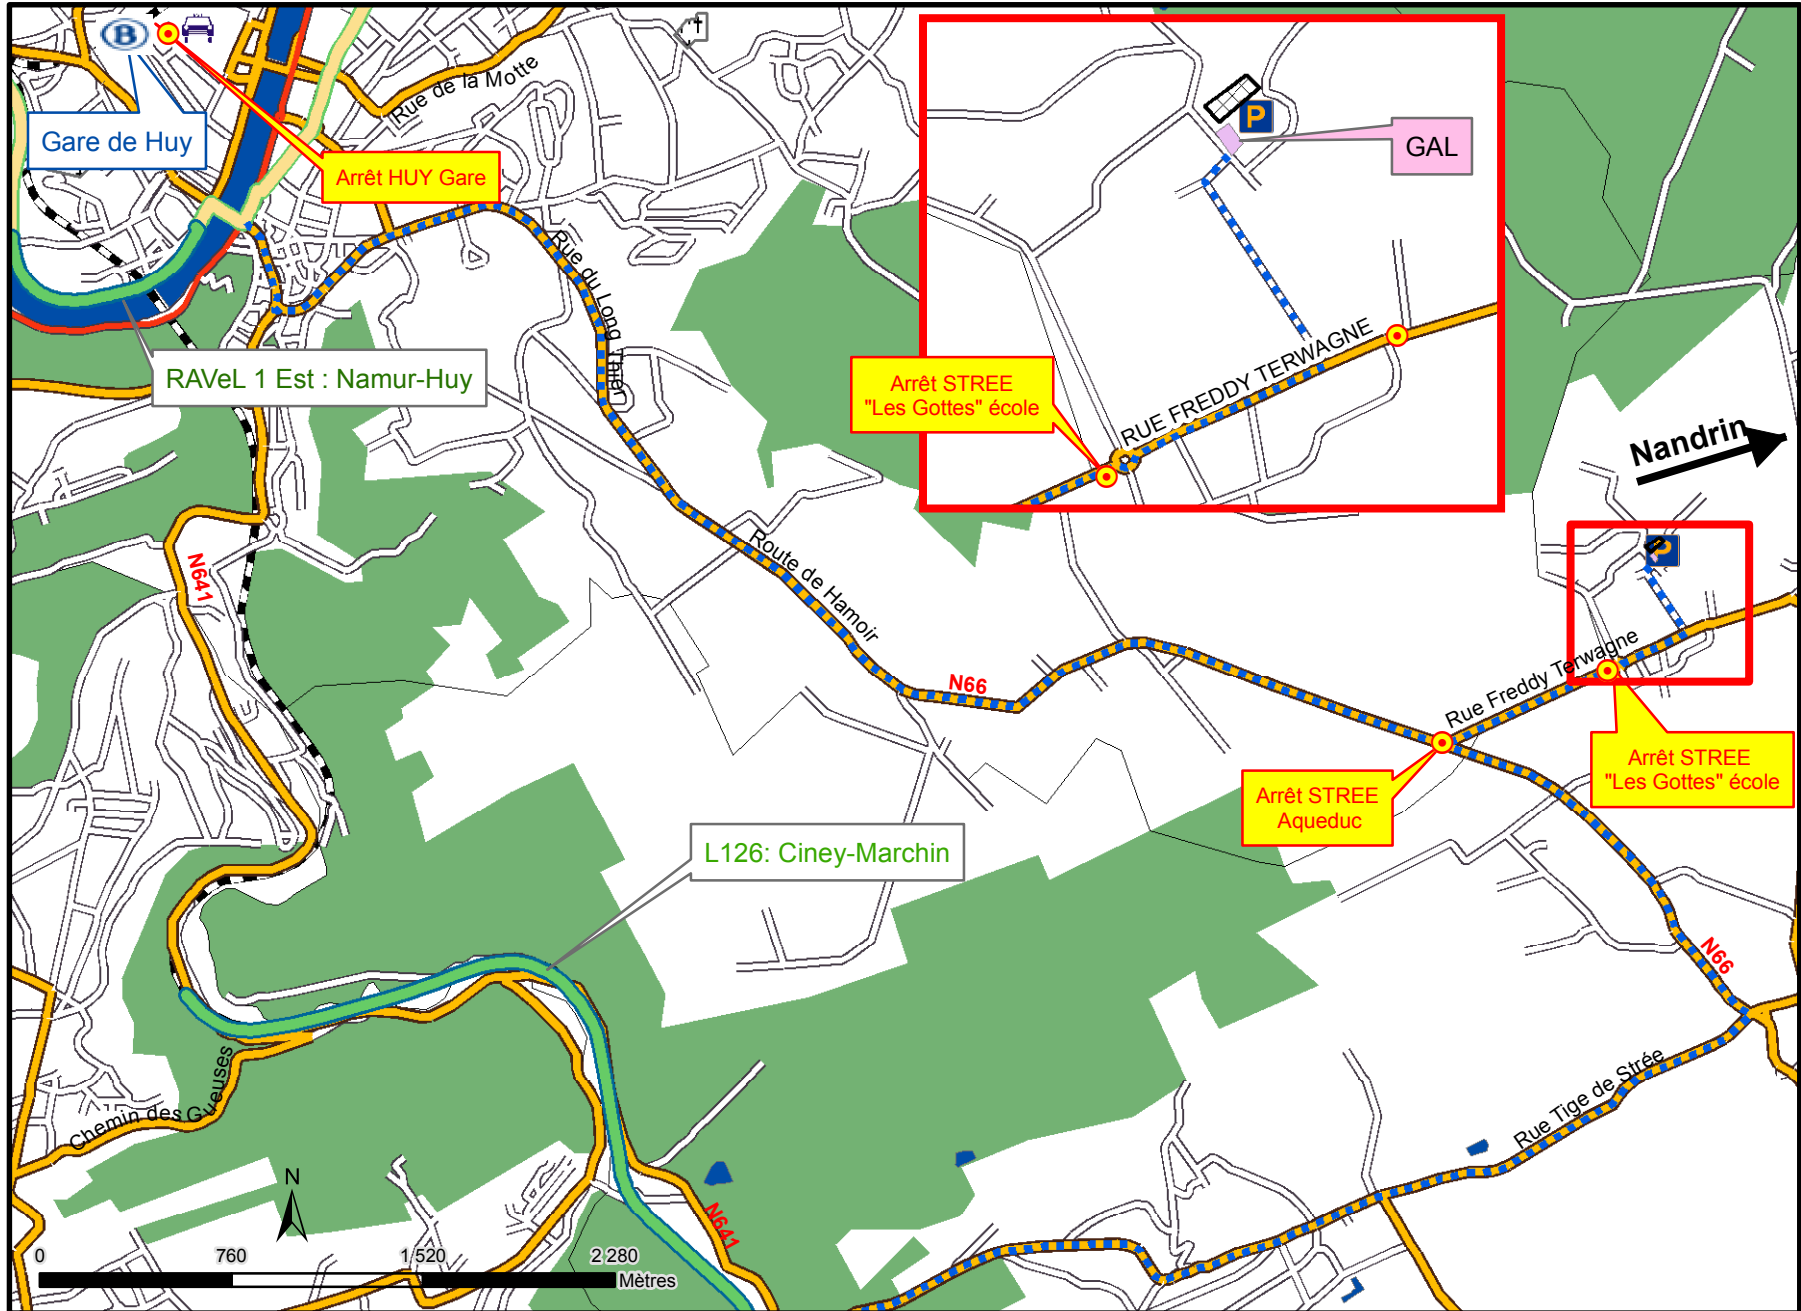 B
Gare de Huy
Arrêt HUY Gare
Rue de la Motte
Rue du Long Thier
RAVeL 1 Est : Namur-Huy
P
GAL
Arrêt STREE
"Les Gottes" école
RUE FREDDY TERWAGNE
Nandrin
P
N641
Route de Hamoir
N66
Rue Freddy Terwagne
Arrêt STREE
Aqueduc
Arrêt STREE
"Les Gottes" école
L126: Ciney-Marchin
N66
Chemin des Gueuses
Rue Tige de Strée
N641
N
0 760 1 520 2 280
Mètres